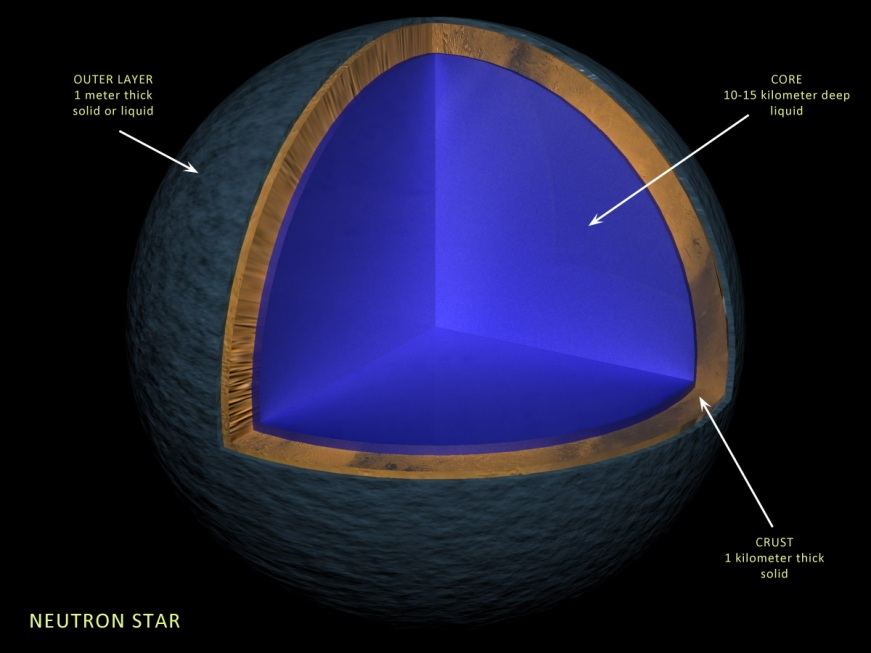 OUTER LAYER
1 meter thick
solid or liquid
CORE
10-15 kilometer deep
liquid
CRUST
1 kilometer thick
solid
NEUTRON STAR